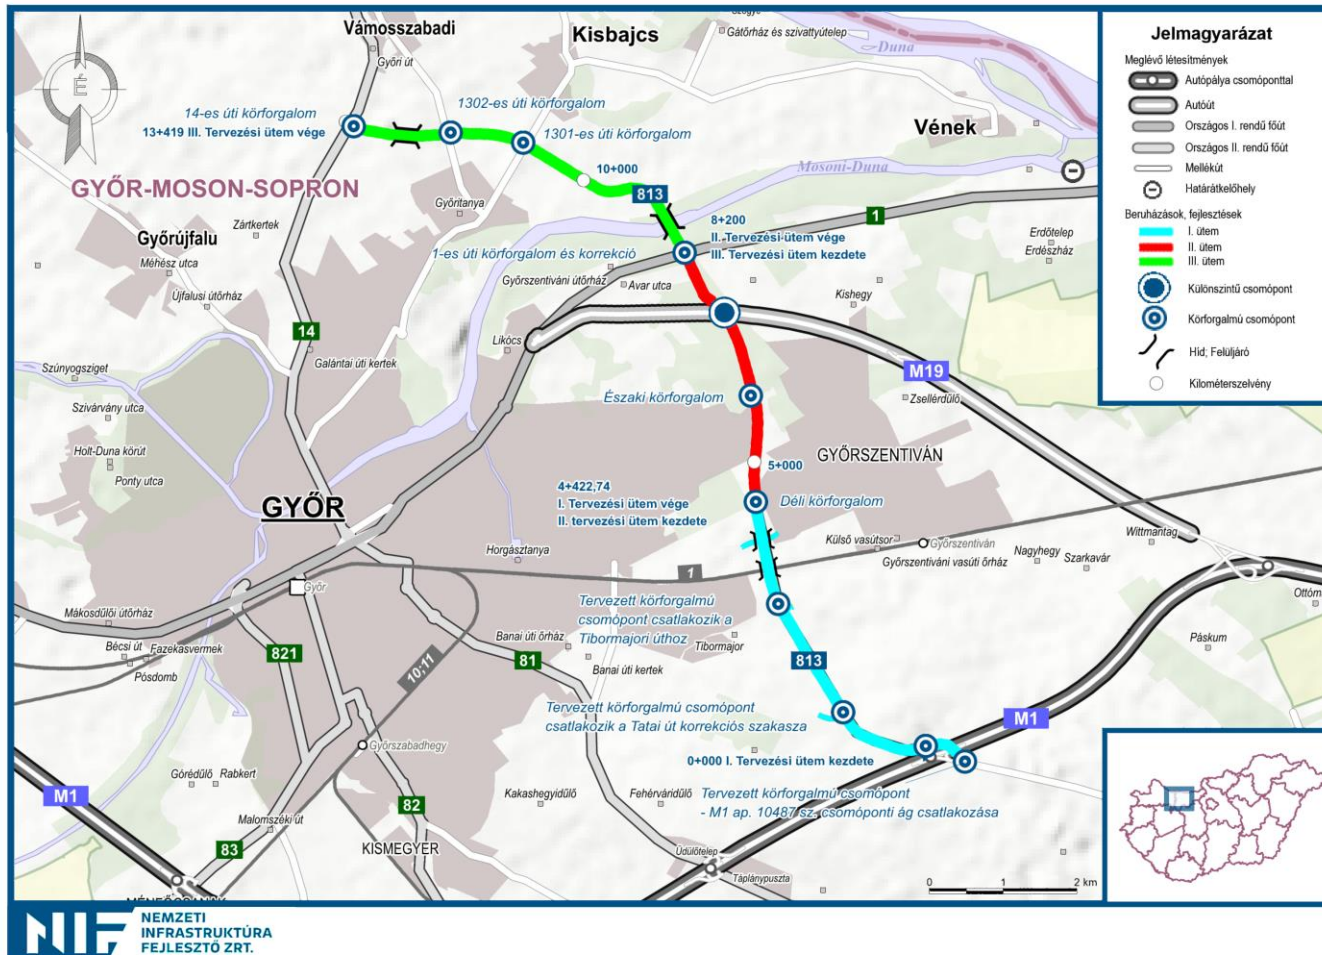 Vámosszabadi
Kisbajcs
Gátőrház és szivattyútelep
Duna
Győri út
É
14-es úti körforgalom
13+419 III. Tervezési ütem vége
1302-es úti körforgalom
1301-es úti körforgalom
Vének
Mosoni-Duna
10+000
813
GYŐR-MOSON-SOPRON
Győritanya
Zártkertek
Győrújfalu
Méhész utca
Újfalusi útőrház
8+200
II. Tervezési ütem vége
III. Tervezési ütem kezdete
1
Erdőtelep
Erdészház
1-es úti körforgalom és korrekció
Győrszentiváni útőrház
Avar utca
Kishegy
14
Likócs
Galántai úti kertek
Szúnyogsziget
M19
Zsellérdűlő
Északi körforgalom
Szivárvány utca
Holt-Duna körút
Ponty utca
GYŐRSZENTIVÁN
5+000
4+422,74
I. Tervezési ütem vége
II. tervezési ütem kezdete
Déli körforgalom
GYŐR
Horgásztanya
Külső vasútsor
Győrszentiván
Győrszentiváni vasúti őrház
Nagyhegy
Szarkavár
Wittmantag
1
Győr
Mákosdűlői útőrház
Bécsi út
Fazekasvermek
Pósdomb
821
10;11
Banai úti őrház
81
Banai úti kertek
Tervezett körforgalmú
csomópont csatlakozik a
Tibormajori úthoz
Tibormajor
813
Páskum
Tervezett körforgalmú csomópont
csatlakozik a Tatai út korrekciós szakasza
M1
0+000 I. Tervezési ütem kezdete
Győrszabadhegy
Górédűlő
Rabkert
M1
Malomszéki út
83
82
KISMEGYER
Kakashegyidűlő
Fehérváridűlő
Tervezett körforgalmú csomópont
- M1 ap. 10487 sz. csomóponti ág csatlakozása
Üdülőtelep
Táplánypuszta
0 1 2 km
Jelmagyarázat
Meglévő létesítmények
Autópálya csomóponttal
Autóút
Országos I. rendű főút
Országos II. rendű főút
Mellékút
Határátkelőhely
Beruházások, fejlesztések
I. ütem
II. ütem
III. ütem
Különszintű csomópont
Körforgalmú csomópont
Híd; Felüljáró
Kilométerszelvény
NIF
NEMZETI
INFRASTRUKTÚRA
FEJLESZTŐ ZRT.